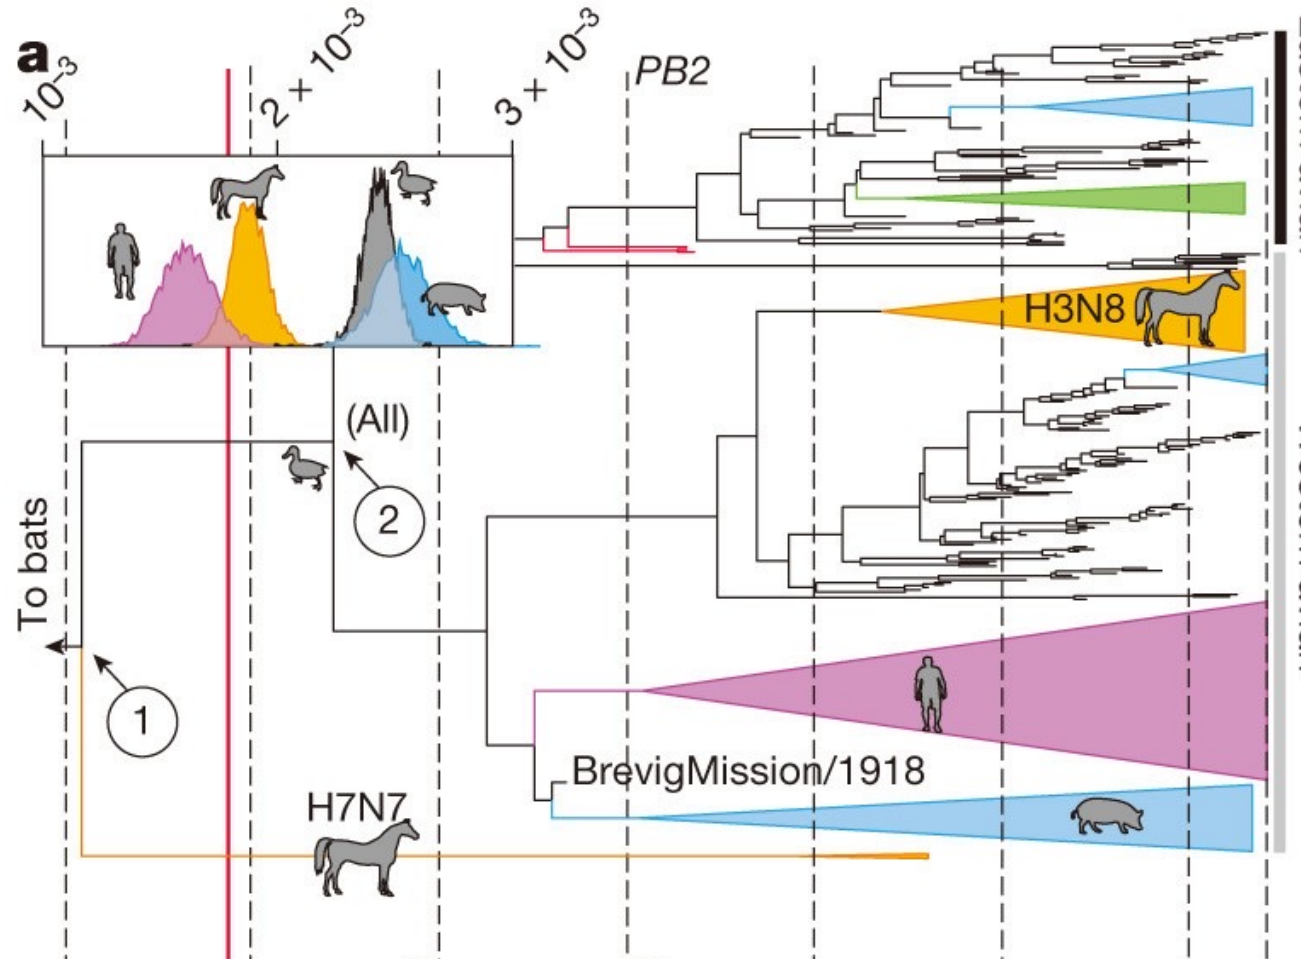 a
10⁻³
2 × 10⁻³
3 × 10⁻³
PB2
H3N8
(All)
2
To bats
1
BrevigMission/1918
H7N7